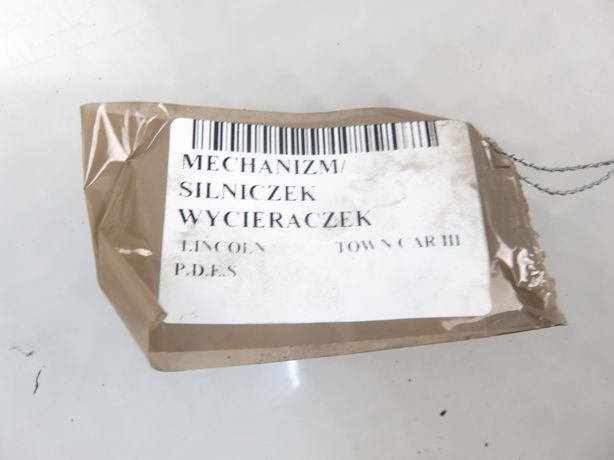 MECHANIZM/
SILNICZEK
WYCIERACZEK
LINCOLN TOWN CAR III
P.D.E.S